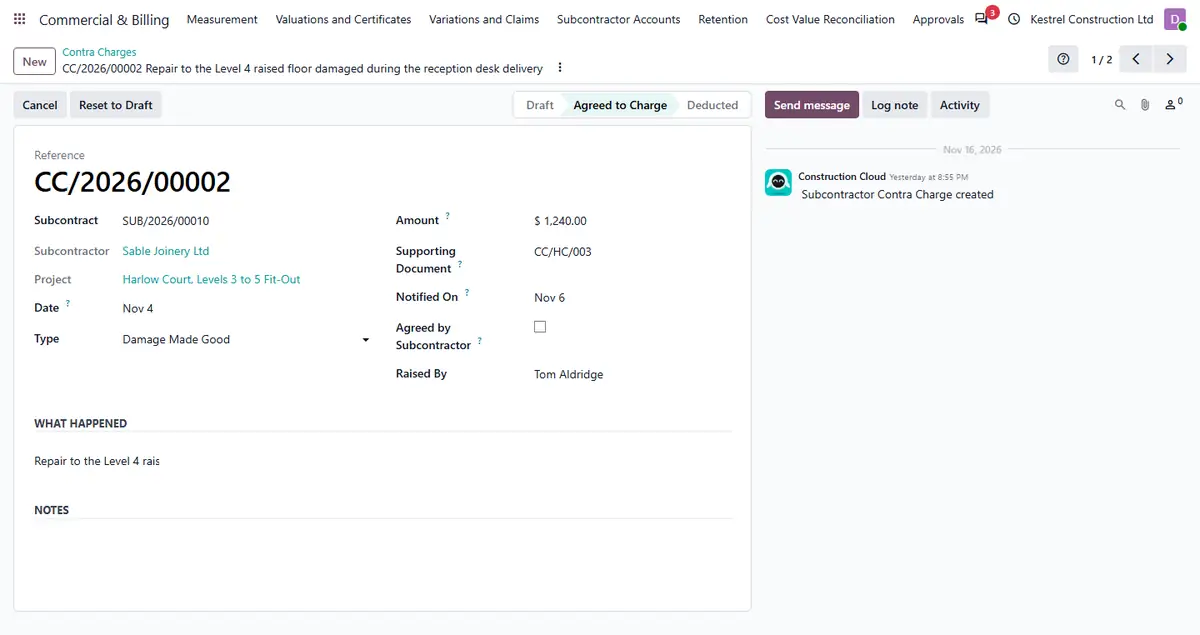 Commercial & Billing Measurement Valuations and Certificates Variations and Claims Subcontractor Accounts Retention Cost Value Reconciliation Approvals 3 Kestrel Construction Ltd D
New Contra Charges 1 / 2
CC/2026/00002 Repair to the Level 4 raised floor damaged during the reception desk delivery
Cancel Reset to Draft Draft Agreed to Charge Deducted Send message Log note Activity 0
Reference
CC/2026/00002
Subcontract SUB/2026/00010
Subcontractor Sable Joinery Ltd
Project Harlow Court, Levels 3 to 5 Fit-Out
Date ? Nov 4
Type Damage Made Good
Amount ? $ 1,240.00
Supporting CC/HC/003
Document ?
Notified On ? Nov 6
Agreed by
Subcontractor ?
Raised By Tom Aldridge
WHAT HAPPENED
Repair to the Level 4 rais
NOTES
Nov 16, 2026
Construction Cloud Yesterday at 8:55 PM
Subcontractor Contra Charge created